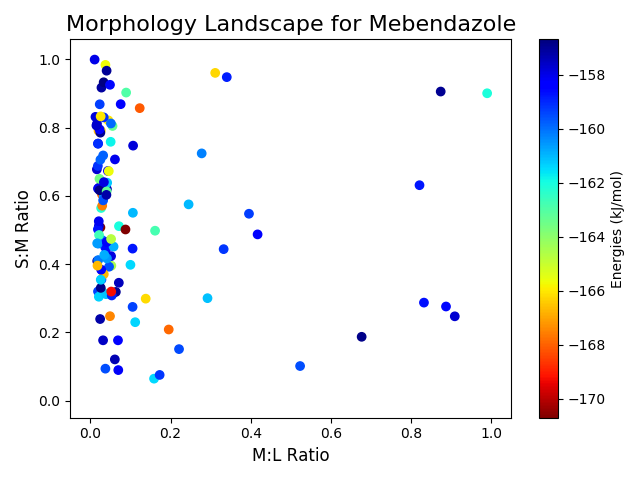 Morphology Landscape for Mebendazole
S:M Ratio
1.0
0.8
0.6
0.4
0.2
0.0
0.0 0.2 0.4 0.6 0.8 1.0
M:L Ratio
−158
−160
−162
−164
−166
−168
−170
Energies (kJ/mol)